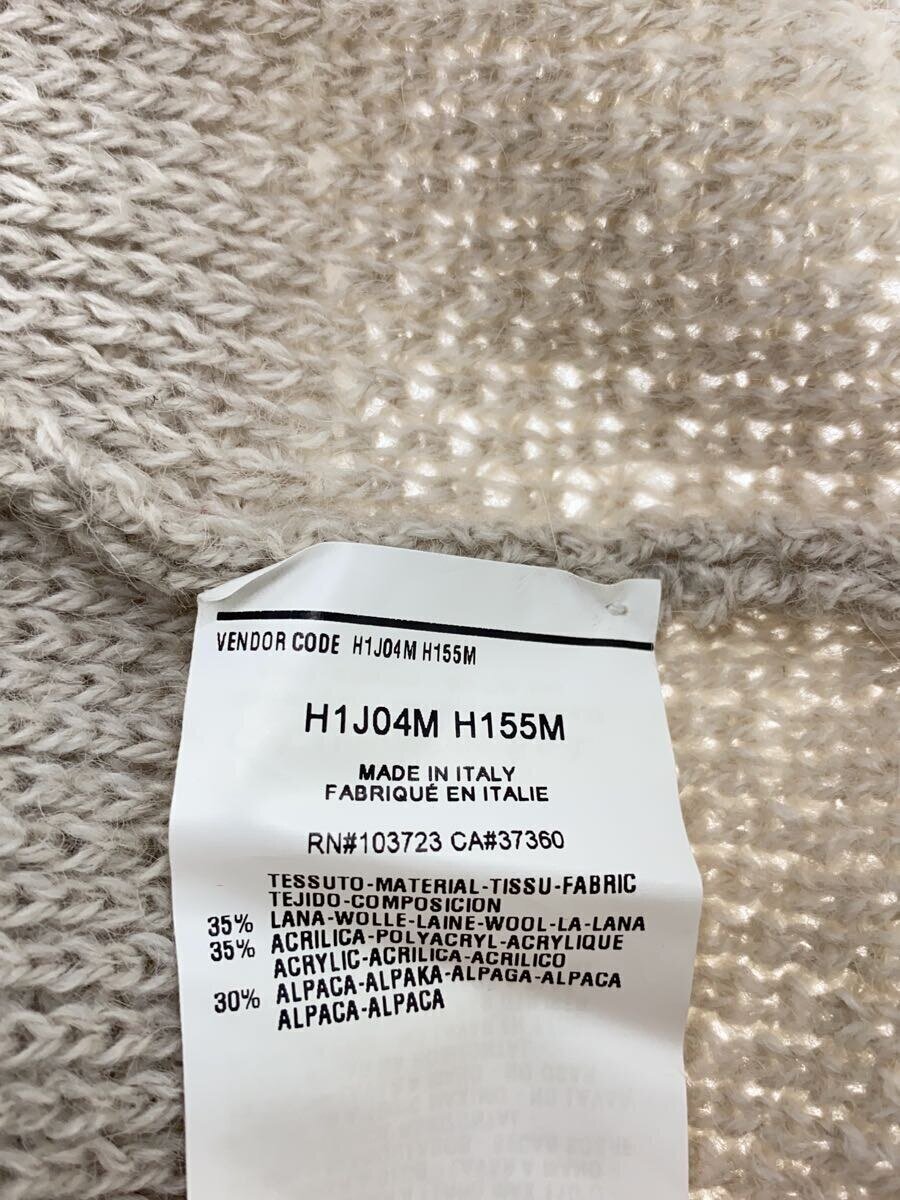 VENDOR CODE H1J04M H155M
H1J04M H155M
MADE IN ITALY
FABRIQUÉ EN ITALIE
RN#103723 CA#37360
TESSUTO-MATERIAL-TISSU-FABRIC
TEJIDO-COMPOSICION
35% LANA-WOLLE-LAINE-WOOL-LA-LANA
35% ACRILICA-POLYACRYL-ACRYLIQUE
ACRYLIC-ACRILICA-ACRILICO
30% ALPACA-ALPAKA-ALPAGA-ALPACA
ALPACA-ALPACA